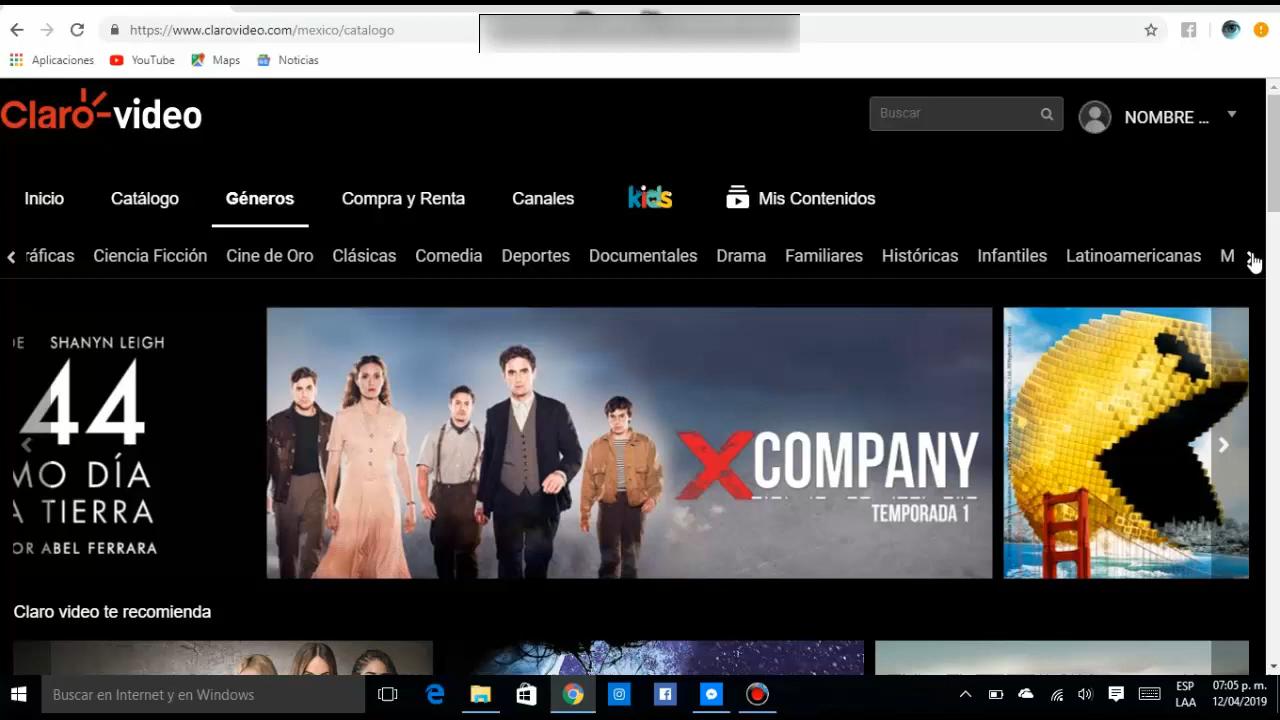 https://www.clarovideo.com/mexico/catalogo
Aplicaciones YouTube Maps Noticias
Claro-video
Buscar
NOMBRE ...
Inicio Catálogo Géneros Compra y Renta Canales kids Mis Contenidos
ráficas Ciencia Ficción Cine de Oro Clásicas Comedia Deportes Documentales Drama Familiares Históricas Infantiles Latinoamericanas M
DE SHANYN LEIGH
44
MO DÍA
A TIERRA
OR ABEL FERRARA
X COMPANY
TEMPORADA 1
Claro video te recomienda
Buscar en Internet y en Windows
ESP
LAA
07:05 p. m.
12/04/2019